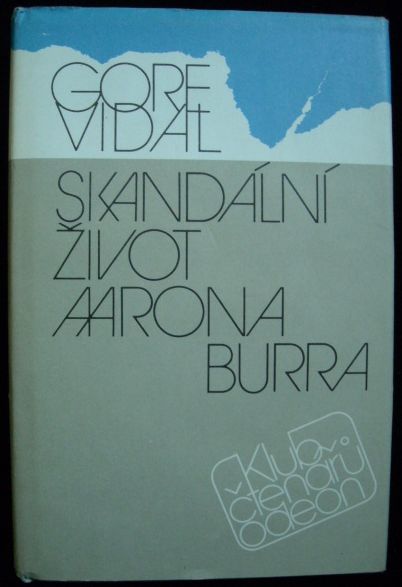 GORE
VIDAL
SKANDÁLNÍ
ŽIVOT
AARONA
BURRA
klub
čtenářů
odeon